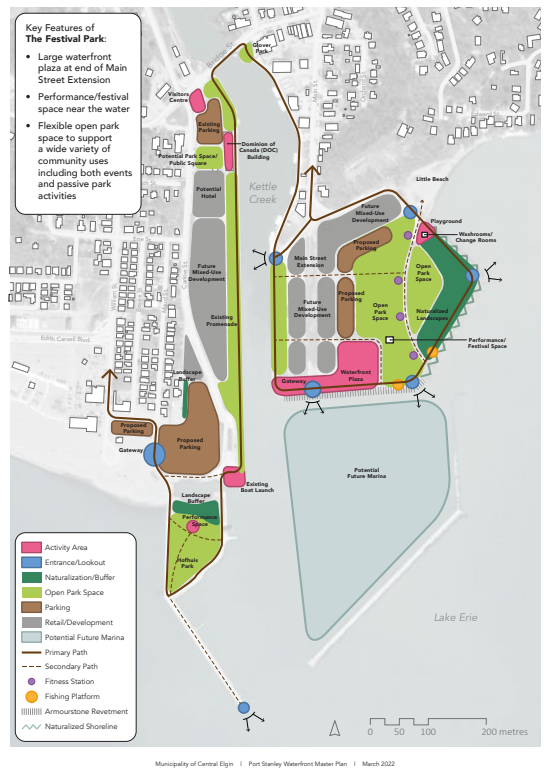 Key Features of
The Festival Park:
• Large waterfront
plaza at end of Main
Street Extension
• Performance/festival
space near the water
• Flexible open park
space to support
a wide variety of
community uses
including both events
and passive park
activities
Bridge St.
Glover
Park
Visitors
Centre
Existing
Parking
Dominion of
Canada (DOC)
Building
Potential Park Space/
Public Square
Potential
Hotel
Kettle
Creek
Main St.
Little Beach
Future
Mixed-Use
Development
Playground
Washrooms/
Change Rooms
Proposed
Parking
Main Street
Extension
Open
Park
Space
Future
Mixed-Use
Development
Existing
Promenade
Future
Mixed-Use
Development
Proposed
Parking
Open
Park
Space
Naturalized
Landscapes
Edith Cavell Blvd.
Performance/
Festival Space
Landscape
Buffer
Gateway
Waterfront
Plaza
Proposed
Parking
Gateway
Proposed
Parking
Potential
Future Marina
Existing
Boat Launch
Landscape
Buffer
Performance
Space
Hofhuis
Park
Lake Erie
Activity Area
Entrance/Lookout
Naturalization/Buffer
Open Park Space
Parking
Retail/Development
Potential Future Marina
Primary Path
Secondary Path
Fitness Station
Fishing Platform
Armourstone Revetment
Naturalized Shoreline
0 50 100 200 metres
Municipality of Central Elgin | Port Stanley Waterfront Master Plan | March 2022